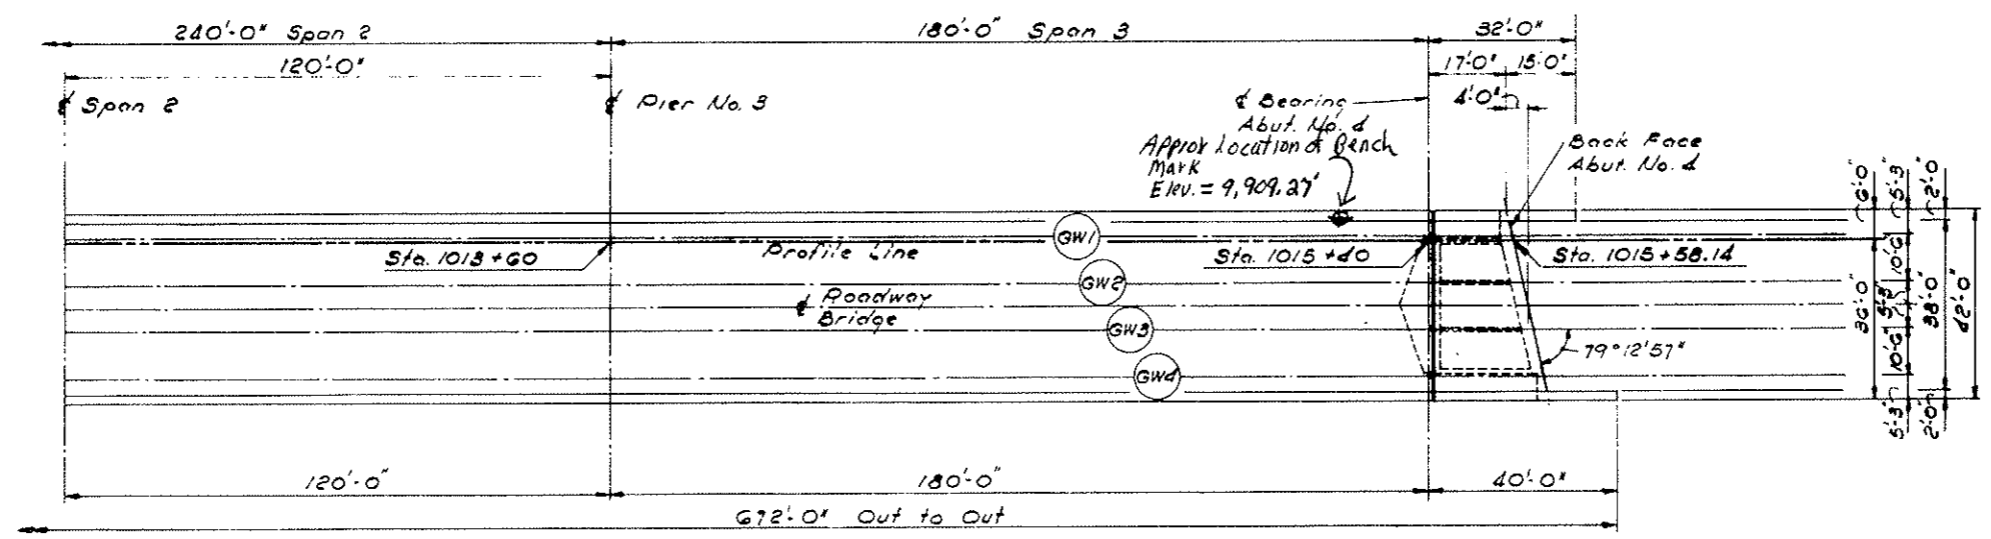 240'-0" Span 2
180'-0" Span 3
32'-0"
120'-0"
17'-0"
15'-0"
℄ Span 2
℄ Pier No. 3
℄ Bearing
Abut. No. 4
4'-0"
Approx Location of Bench
Mark
Elev. = 9,909.27'
Back Face
Abut. No. 4
6'-0"
5'-3"
2'-0"
GW1
Sta. 1013+60
Profile Line
Sta. 1015+40
Sta. 1015+58.14
GW2
℄ Roadway
Bridge
GW3
GW4
79°12'57"
36'-0"
10'-6"
5'-3"
10'-6"
38'-0"
42'-0"
5'-3"
2'-0"
120'-0"
180'-0"
40'-0"
672'-0" Out to Out